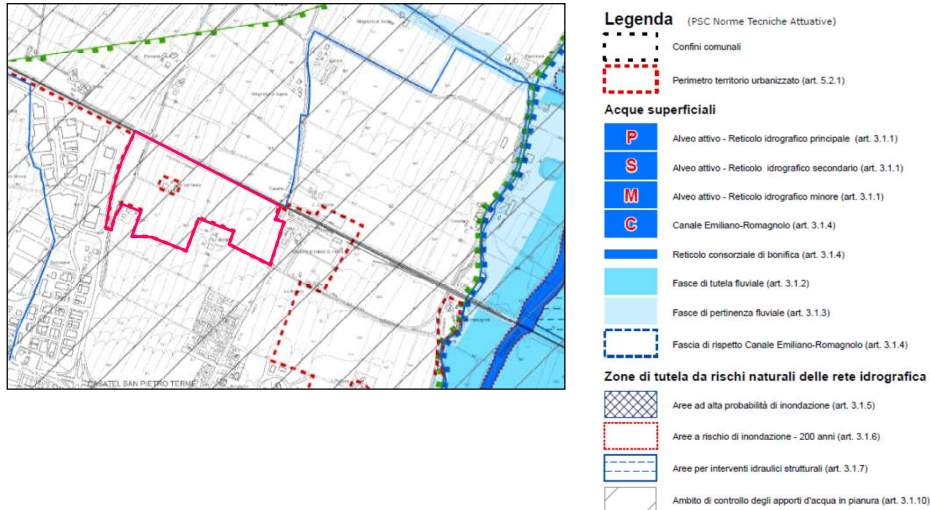 Legenda (PSC Norme Tecniche Attuative)
Confini comunali
Perimetro territorio urbanizzato (art. 5.2.1)
Acque superficiali
P Alveo attivo - Reticolo idrografico principale (art. 3.1.1)
S Alveo attivo - Reticolo idrografico secondario (art. 3.1.1)
M Alveo attivo - Reticolo idrografico minore (art. 3.1.1)
C Canale Emiliano-Romagnolo (art. 3.1.4)
Reticolo consorziale di bonifica (art. 3.1.4)
Fasce di tutela fluviale (art. 3.1.2)
Fasce di pertinenza fluviale (art. 3.1.3)
Fascia di rispetto Canale Emiliano-Romagnolo (art. 3.1.4)
Zone di tutela da rischi naturali delle rete idrografica
Aree ad alta probabilità di inondazione (art. 3.1.5)
Aree a rischio di inondazione - 200 anni (art. 3.1.6)
Aree per interventi idraulici strutturali (art. 3.1.7)
Ambito di controllo degli apporti d'acqua in pianura (art. 3.1.10)
SAN PIETRO TERME